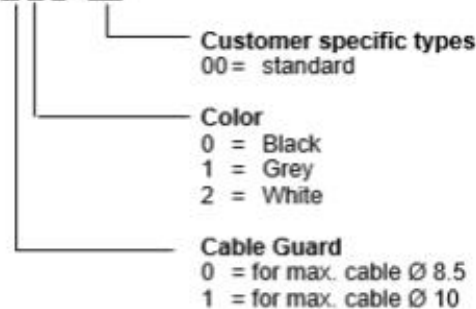 Customer specific types
00 = standard
Color
0 = Black
1 = Grey
2 = White
Cable Guard
0 = for max. cable Ø 8.5
1 = for max. cable Ø 10